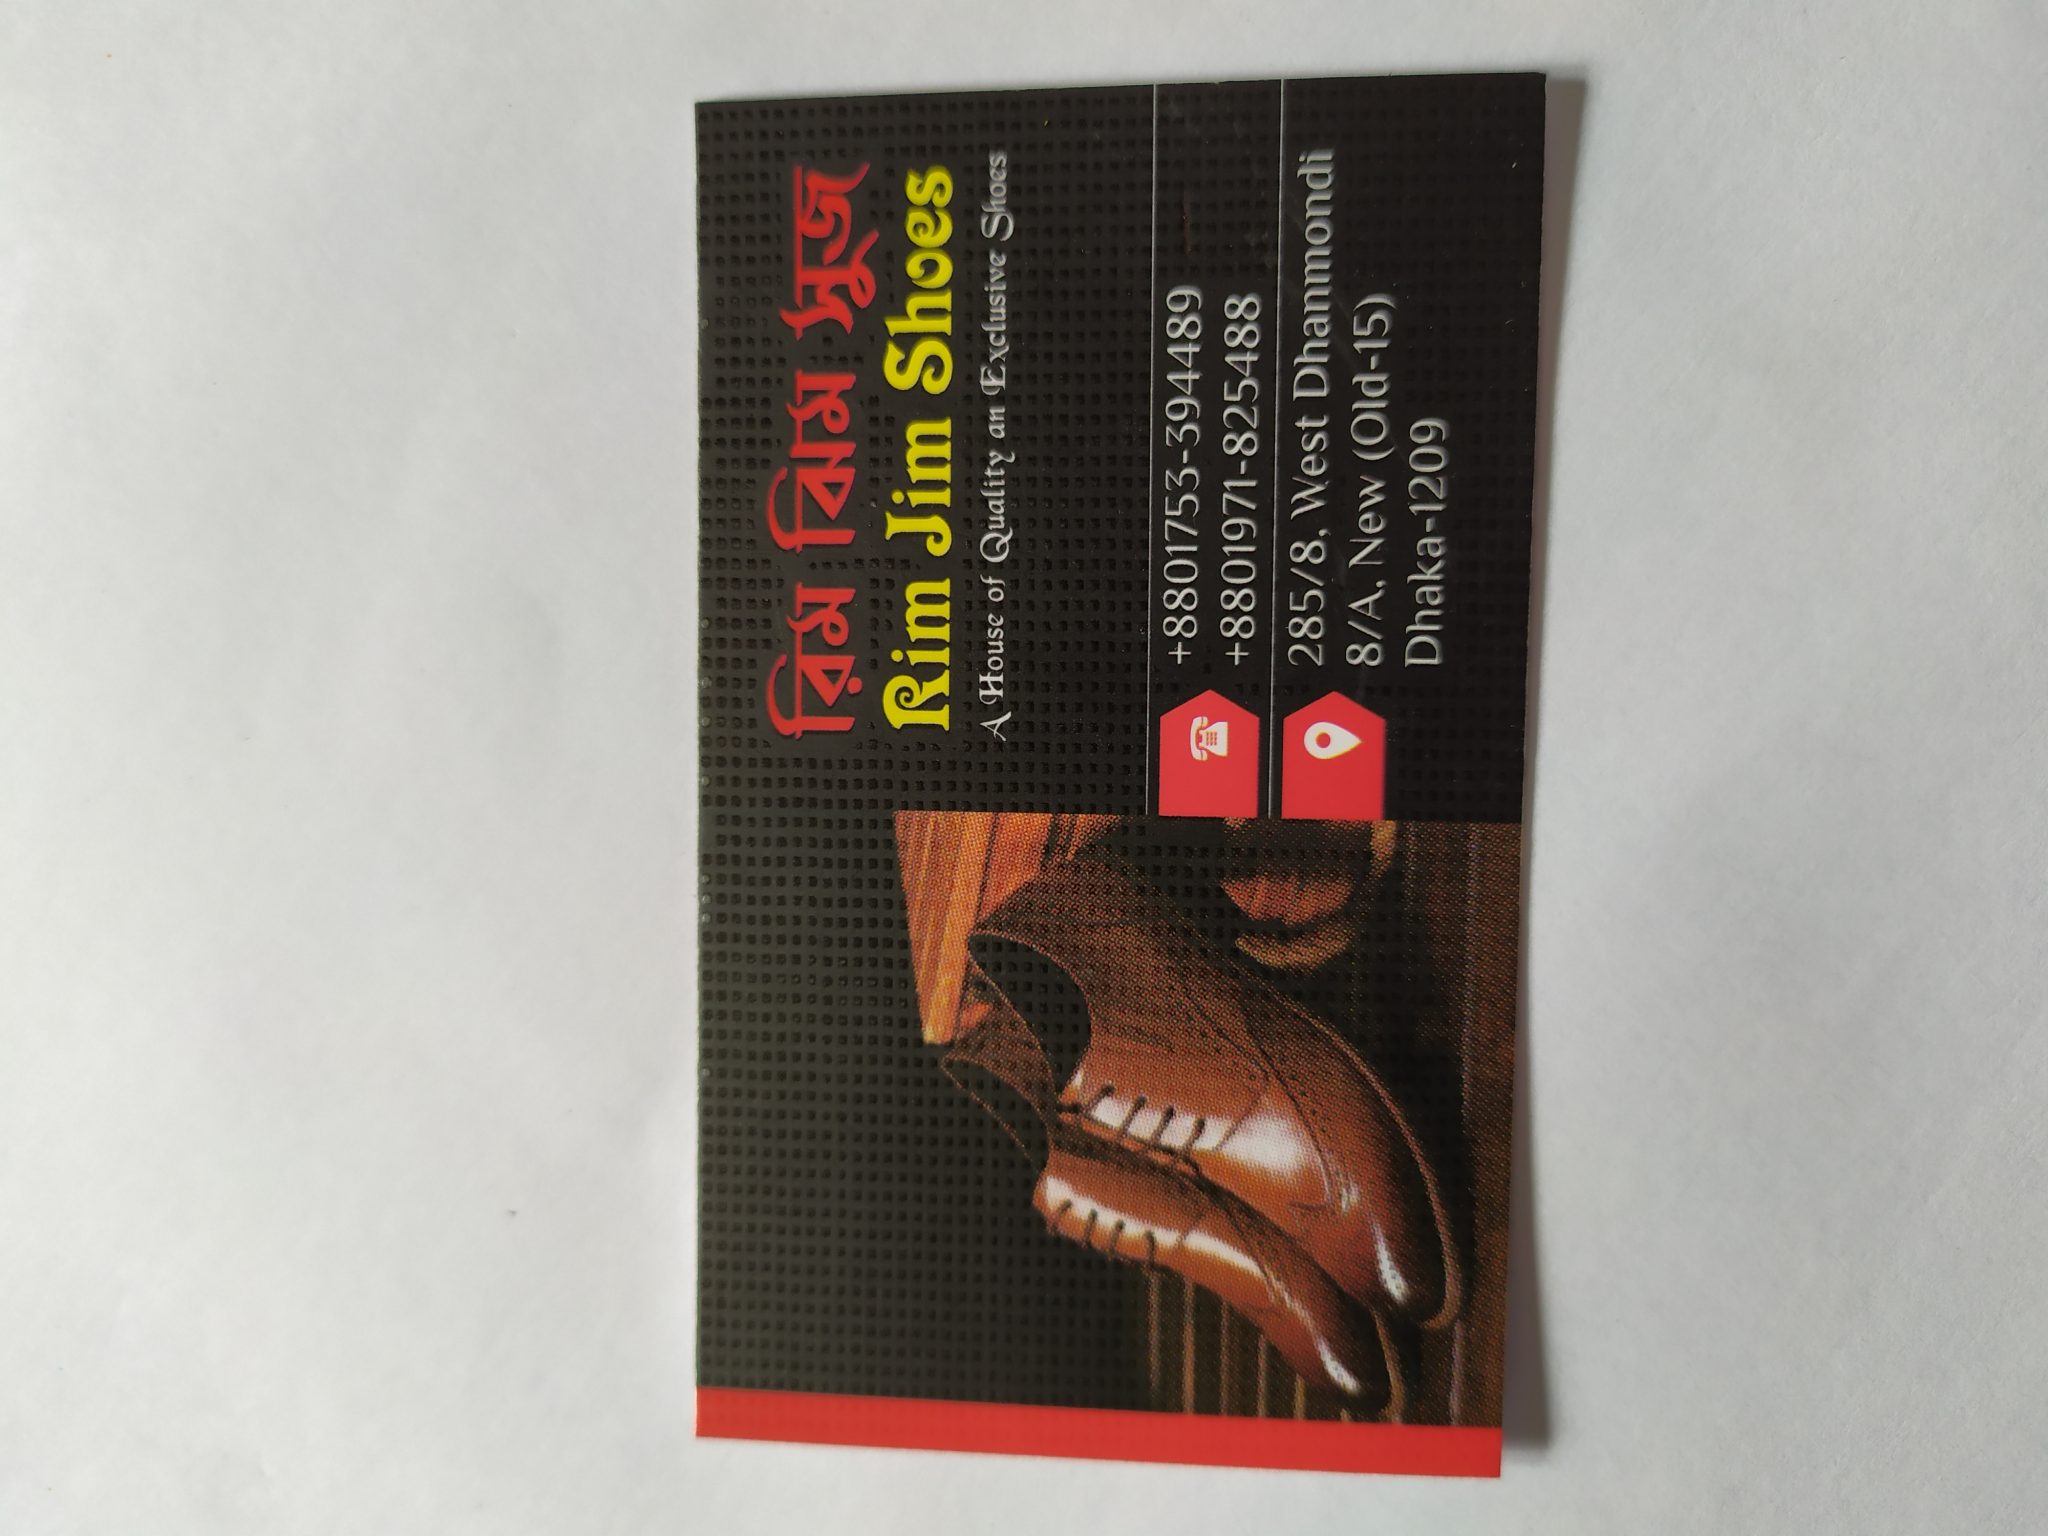 রিম ঝিম সুজ
Rim Jim Shoes
A House of Quality an Exclusive Shoes
+8801753-394489
+8801971-825488
285/8, West Dhanmondi
8/A, New (Old-15)
Dhaka-1209